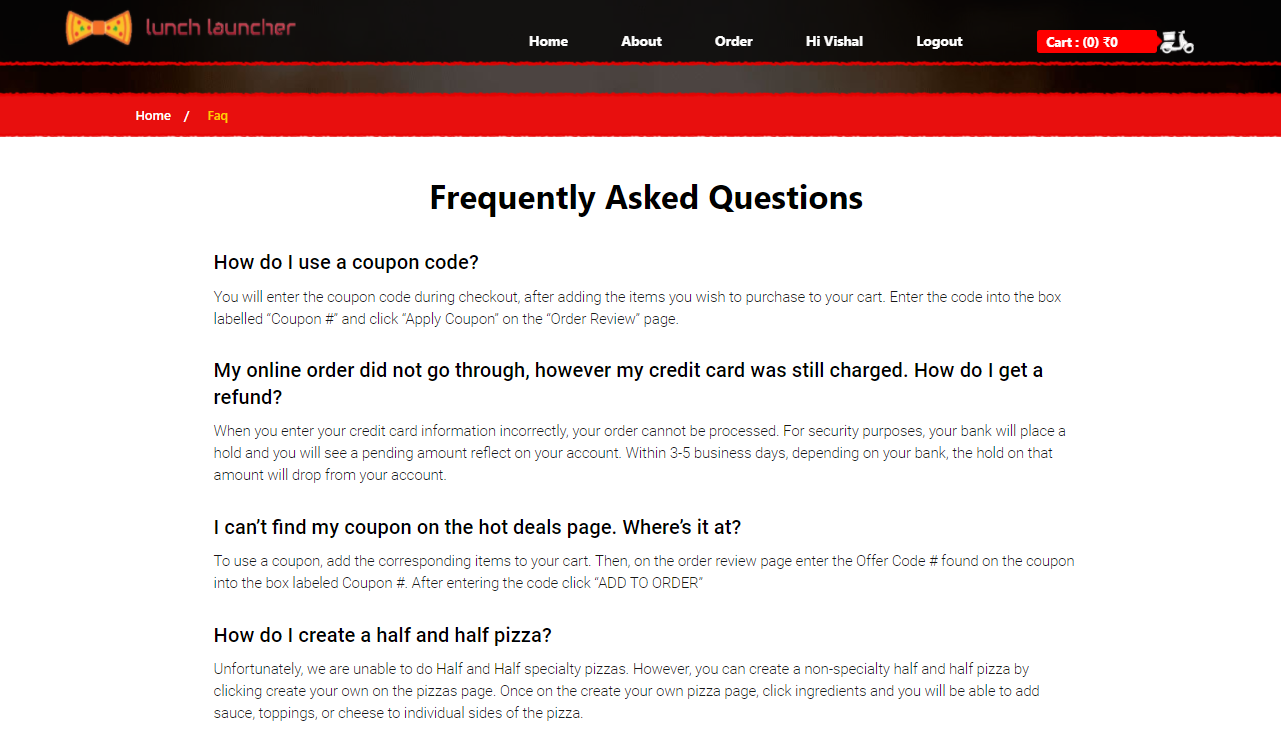 lunch launcher
Home About Order Hi Vishal Logout Cart : (0) ₹0
Home / Faq
Frequently Asked Questions
How do I use a coupon code?
You will enter the coupon code during checkout, after adding the items you wish to purchase to your cart. Enter the code into the box
labelled “Coupon #” and click “Apply Coupon” on the “Order Review” page.
My online order did not go through, however my credit card was still charged. How do I get a
refund?
When you enter your credit card information incorrectly, your order cannot be processed. For security purposes, your bank will place a
hold and you will see a pending amount reflect on your account. Within 3-5 business days, depending on your bank, the hold on that
amount will drop from your account.
I can’t find my coupon on the hot deals page. Where’s it at?
To use a coupon, add the corresponding items to your cart. Then, on the order review page enter the Offer Code # found on the coupon
into the box labeled Coupon #. After entering the code click “ADD TO ORDER”
How do I create a half and half pizza?
Unfortunately, we are unable to do Half and Half specialty pizzas. However, you can create a non-specialty half and half pizza by
clicking create your own on the pizzas page. Once on the create your own pizza page, click ingredients and you will be able to add
sauce, toppings, or cheese to individual sides of the pizza.